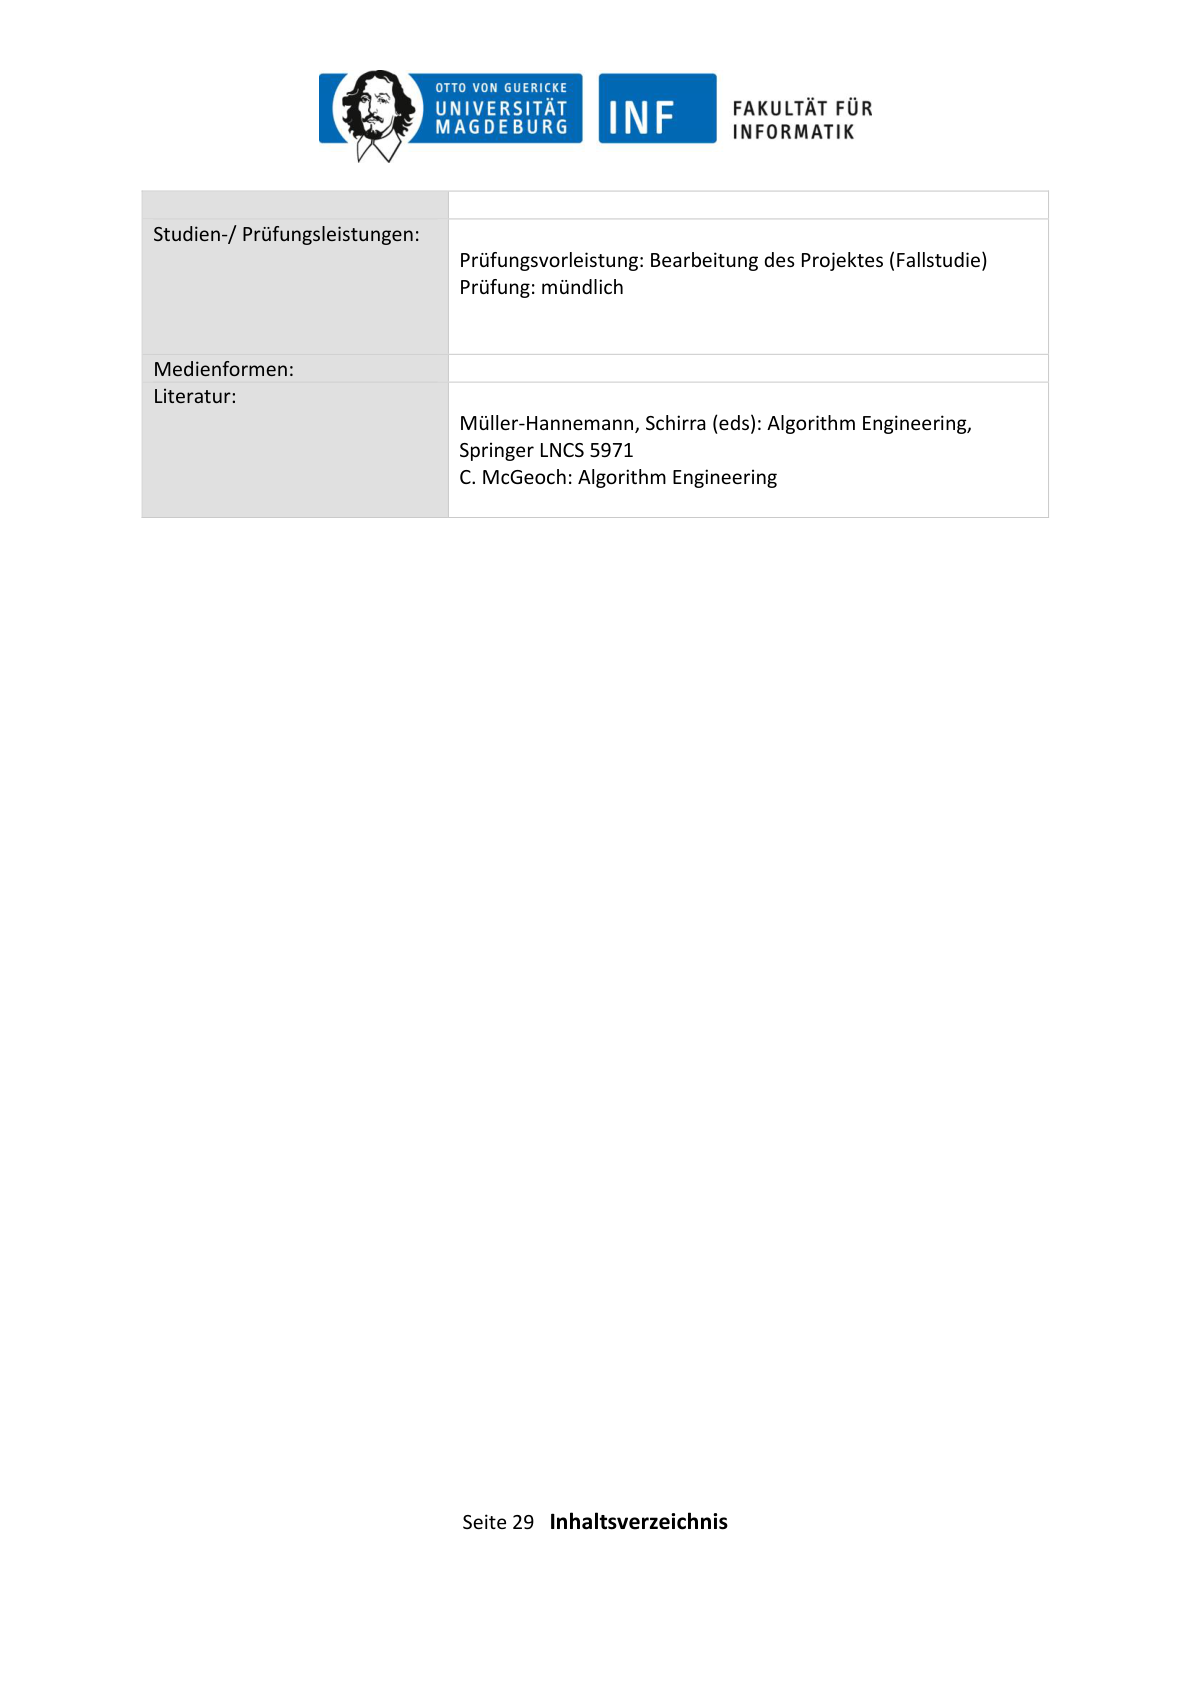 OTTO VON GUERICKE
UNIVERSITÄT
MAGDEBURG
INF
FAKULTÄT FÜR
INFORMATIK
Studien-/ Prüfungsleistungen:
Prüfungsvorleistung: Bearbeitung des Projektes (Fallstudie)
Prüfung: mündlich
Medienformen:
Literatur:
Müller-Hannemann, Schirra (eds): Algorithm Engineering,
Springer LNCS 5971
C. McGeoch: Algorithm Engineering
Seite 29 Inhaltsverzeichnis